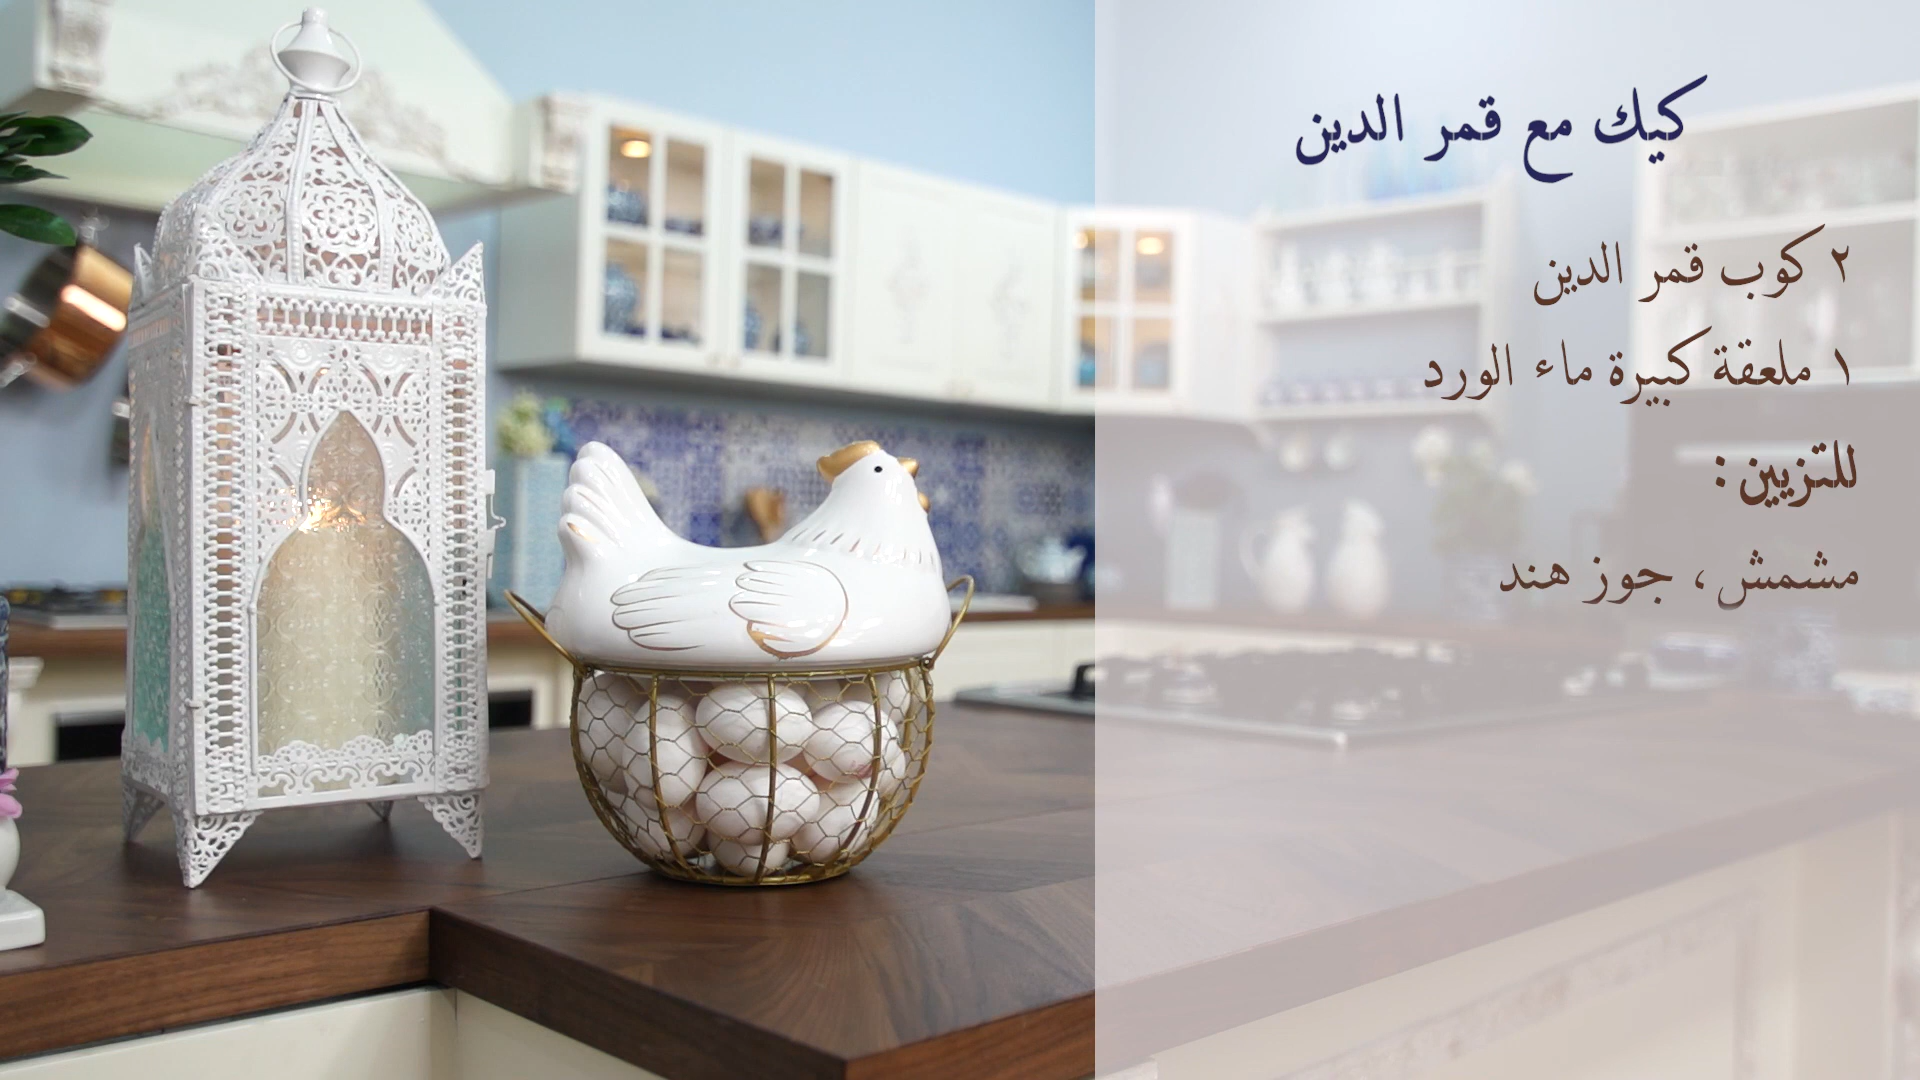 كيك مع قمر الدين
٢ كوب قمر الدين
١ ملعقة كبيرة ماء الورد
للتزيين :
مشمش ، جوز هند